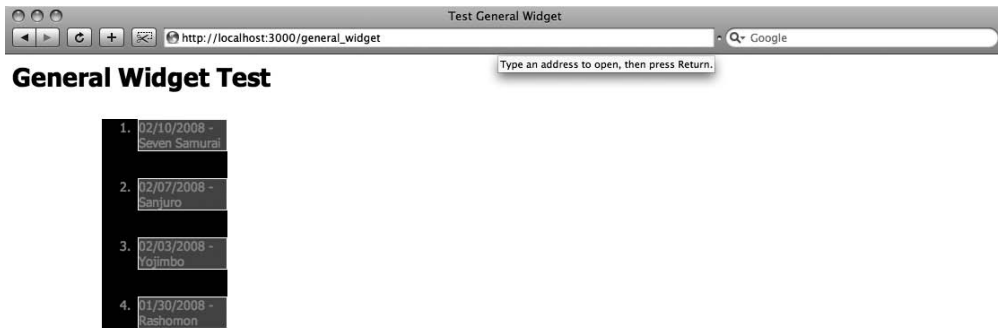 Test General Widget
http://localhost:3000/general_widget
Google
Type an address to open, then press Return.
General Widget Test
1. 02/10/2008 -
Seven Samurai
2. 02/07/2008 -
Sanjuro
3. 02/03/2008 -
Yojimbo
4. 01/30/2008 -
Rashomon